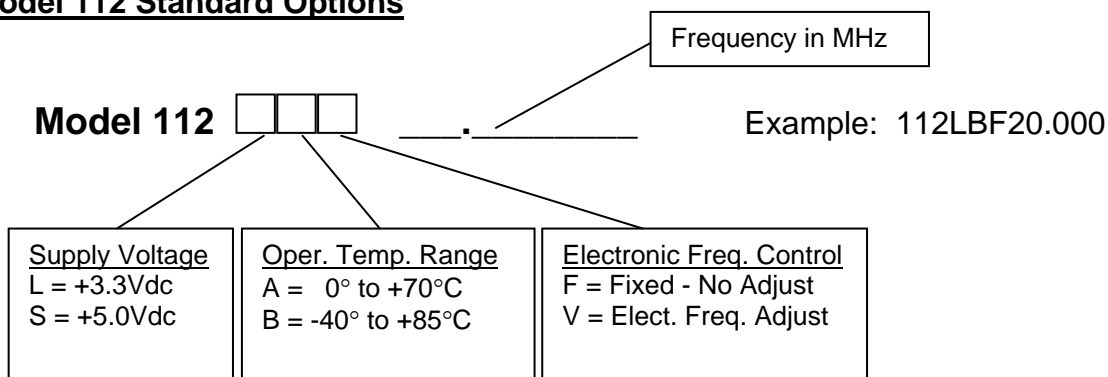 Model 112 Standard Options
Frequency in MHz
Model 112 ___.________ Example: 112LBF20.000
Supply Voltage
L = +3.3Vdc
S = +5.0Vdc
Oper. Temp. Range
A = 0° to +70°C
B = -40° to +85°C
Electronic Freq. Control
F = Fixed - No Adjust
V = Elect. Freq. Adjust